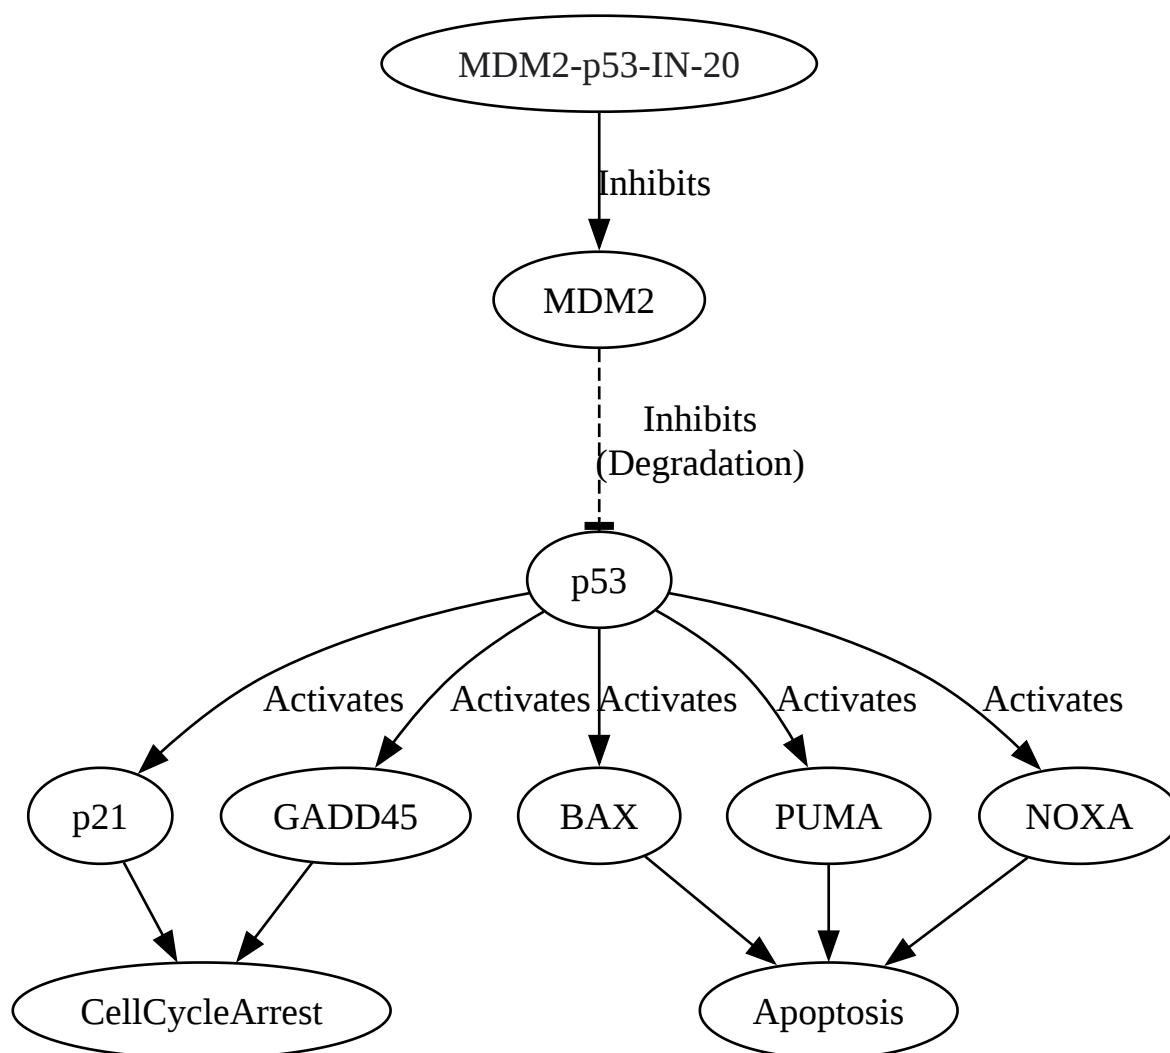 MDM2-p53-IN-20
Inhibits
MDM2
Inhibits
(Degradation)
p53
Activates
Activates
Activates
Activates
Activates
p21
GADD45
BAX
PUMA
NOXA
CellCycleArrest
Apoptosis